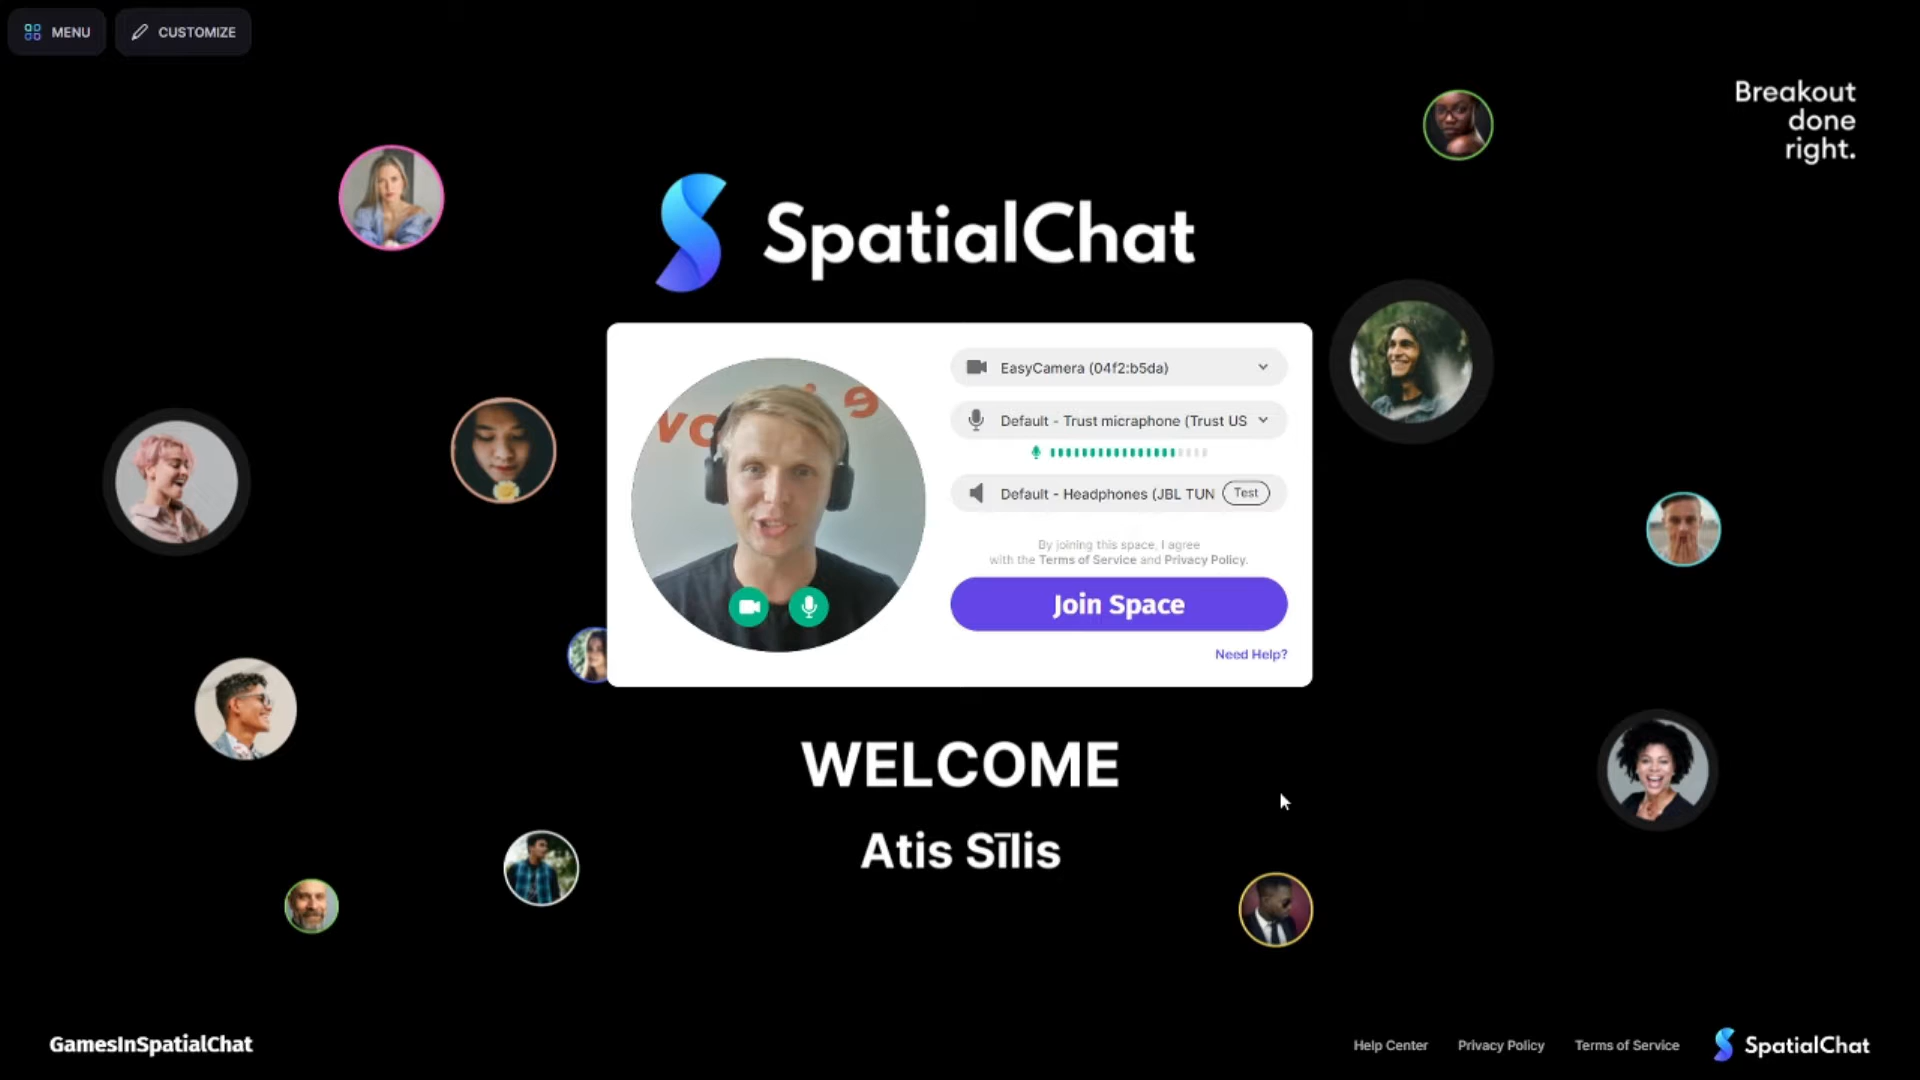 MENU
CUSTOMIZE
Breakout
done
right.
SpatialChat
EasyCamera (04f2:b5da)
Default - Trust micraphone (Trust US
Default - Headphones (JBL TUN
Test
By joining this space, I agree
with the Terms of Service and Privacy Policy.
Join Space
Need Help?
WELCOME
Atis Sīlis
GamesInSpatialChat
Help Center
Privacy Policy
Terms of Service
SpatialChat